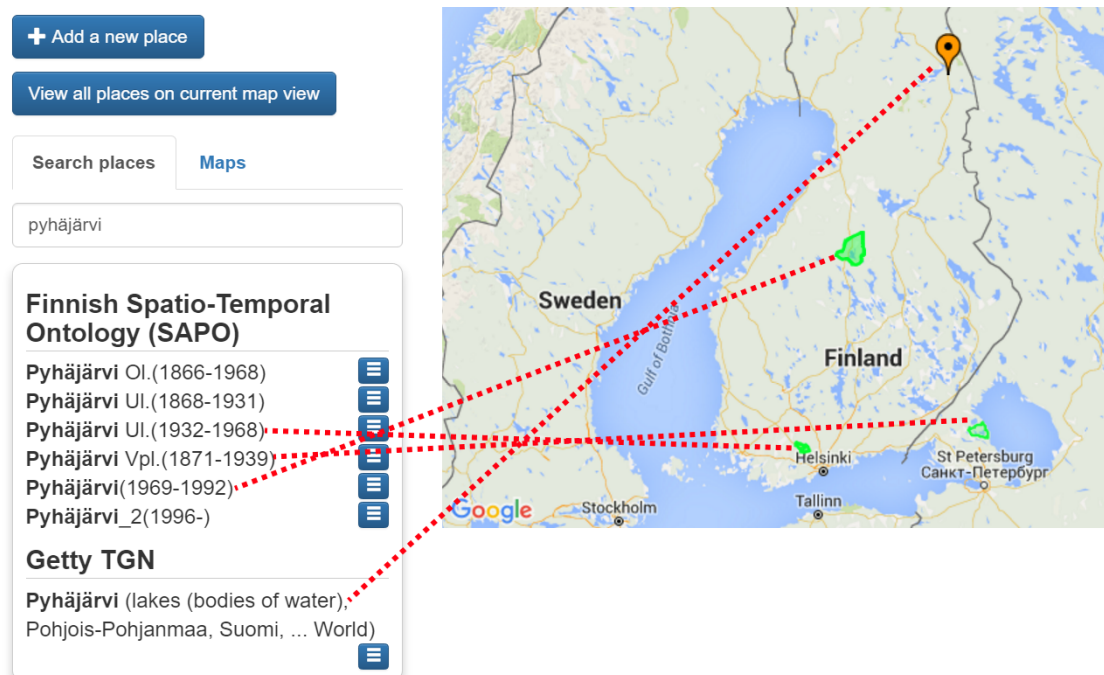 Add a new place
View all places on current map view
Search places
Maps
pyhäjärvi
Finnish Spatio-Temporal
Ontology (SAPO)
Pyhäjärvi Ol.(1866-1968)
Pyhäjärvi Ul.(1868-1931)
Pyhäjärvi Ul.(1932-1968)
Pyhäjärvi Vpl.(1871-1939)
Pyhäjärvi(1969-1992)
Pyhäjärvi_2(1996-)
Getty TGN
Pyhäjärvi (lakes (bodies of water),
Pohjois-Pohjanmaa, Suomi, ... World)
Sweden
Gulf of Bothnia
Finland
Helsinki
St Petersburg
Санкт-Петербург
Tallinn
Stockholm
Google